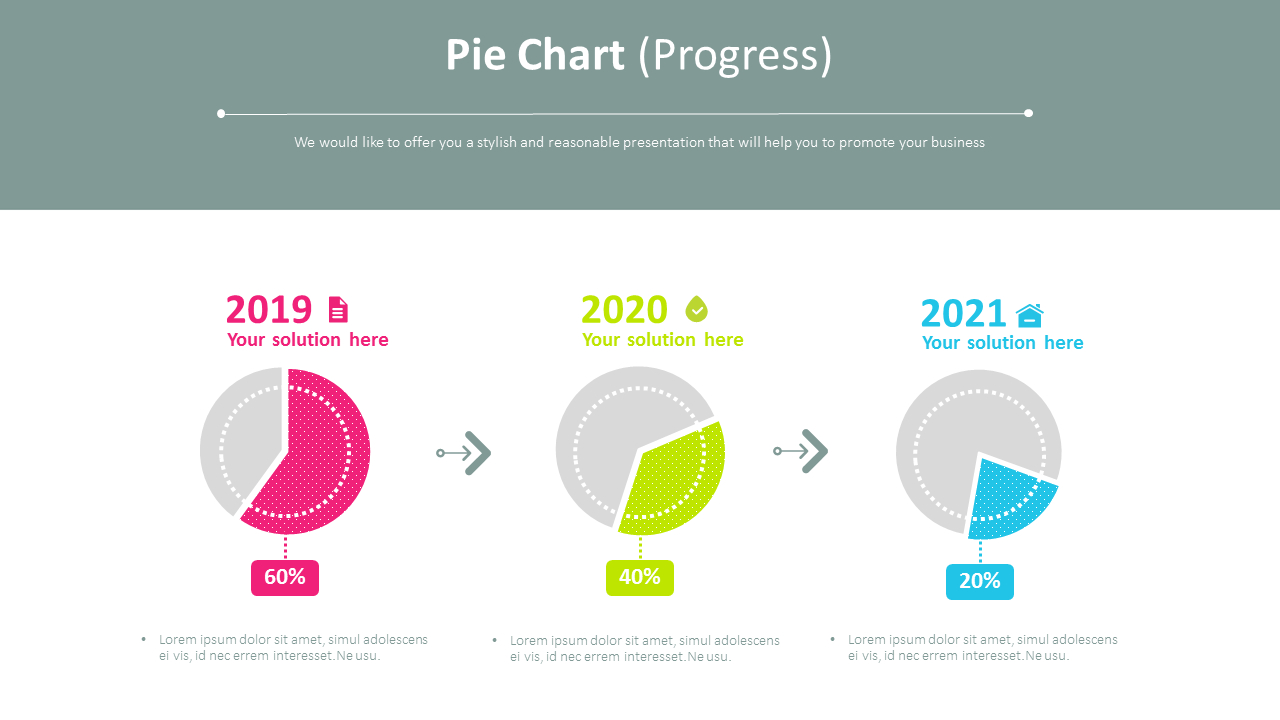 Pie Chart (Progress)
We would like to offer you a stylish and reasonable presentation that will help you to promote your business
2019
Your solution here
60%
• Lorem ipsum dolor sit amet, simul adolescens
ei vis, id nec errem interesset.Ne usu.
2020
Your solution here
40%
• Lorem ipsum dolor sit amet, simul adolescens
ei vis, id nec errem interesset.Ne usu.
2021
Your solution here
20%
• Lorem ipsum dolor sit amet, simul adolescens
ei vis, id nec errem interesset.Ne usu.